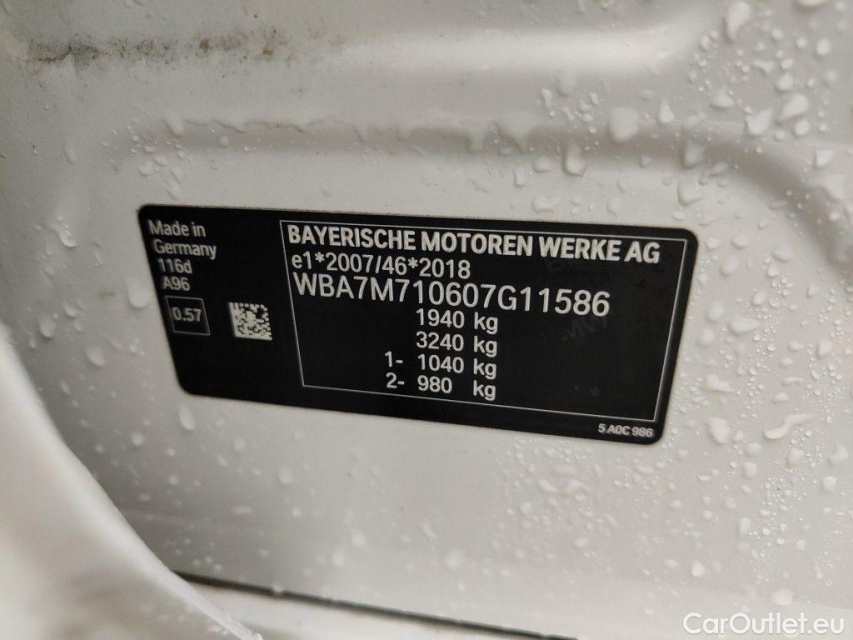 Made in
Germany
116d
A96
0.57
BAYERISCHE MOTOREN WERKE AG
e1*2007/46*2018
WBA7M710607G11586
1940 kg
3240 kg
1- 1040 kg
2- 980 kg
5 A0C 986
CarOutlet.eu